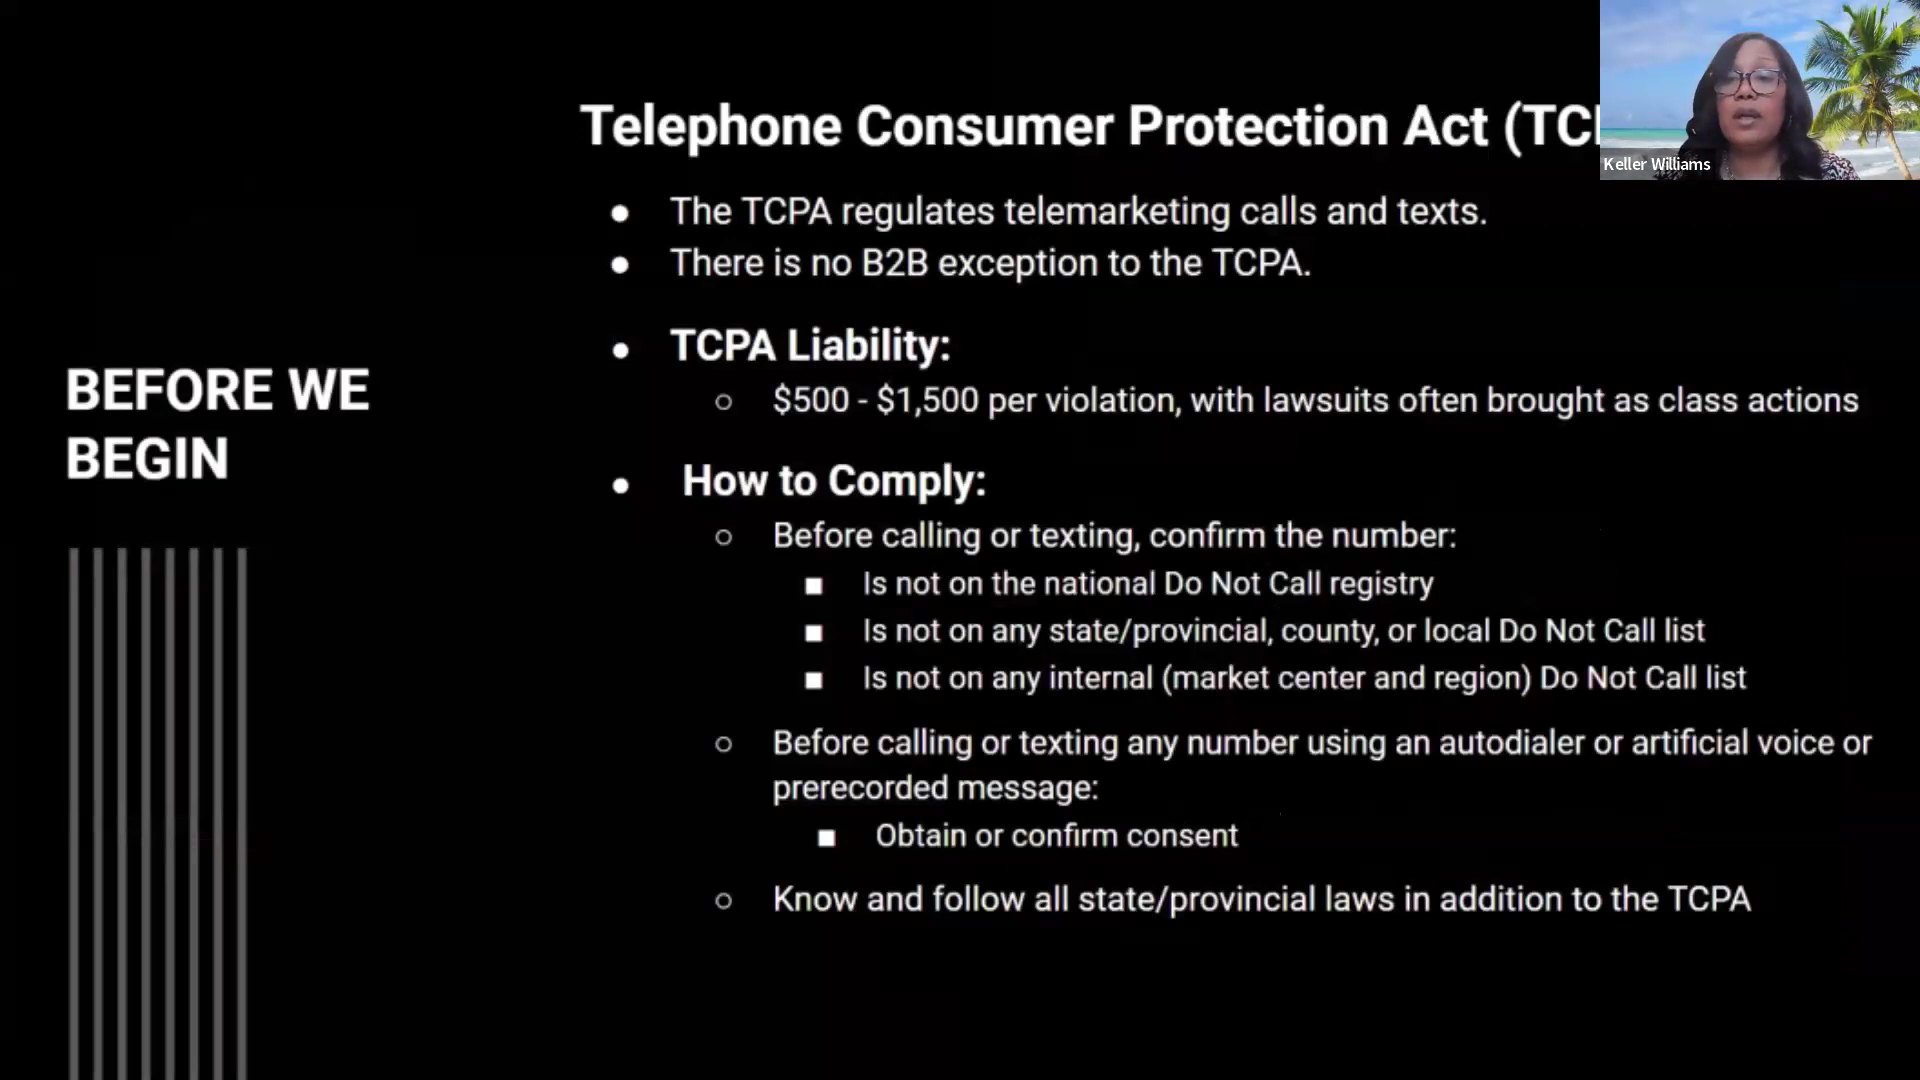 Telephone Consumer Protection Act (TC
Keller Williams
• The TCPA regulates telemarketing calls and texts.
• There is no B2B exception to the TCPA.
• TCPA Liability:
○ $500 - $1,500 per violation, with lawsuits often brought as class actions
BEFORE WE
BEGIN
• How to Comply:
○ Before calling or texting, confirm the number:
■ Is not on the national Do Not Call registry
■ Is not on any state/provincial, county, or local Do Not Call list
■ Is not on any internal (market center and region) Do Not Call list
○ Before calling or texting any number using an autodialer or artificial voice or
prerecorded message:
■ Obtain or confirm consent
○ Know and follow all state/provincial laws in addition to the TCPA